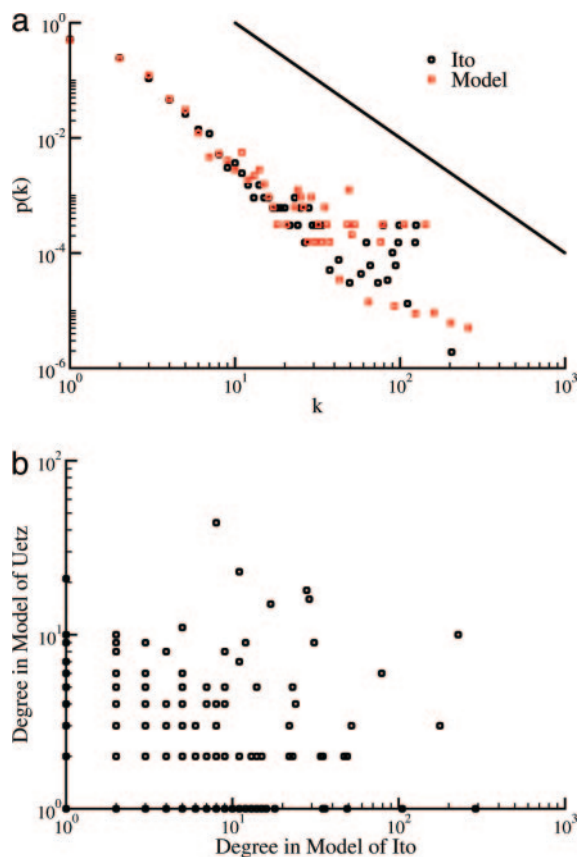 a
10^0
10^-2
10^-4
10^-6
p(k)
Ito
Model
10^0
10^1
10^2
10^3
k
b
10^2
10^1
10^0
Degree in Model of Uetz
10^0
10^1
10^2
10^3
Degree in Model of Ito